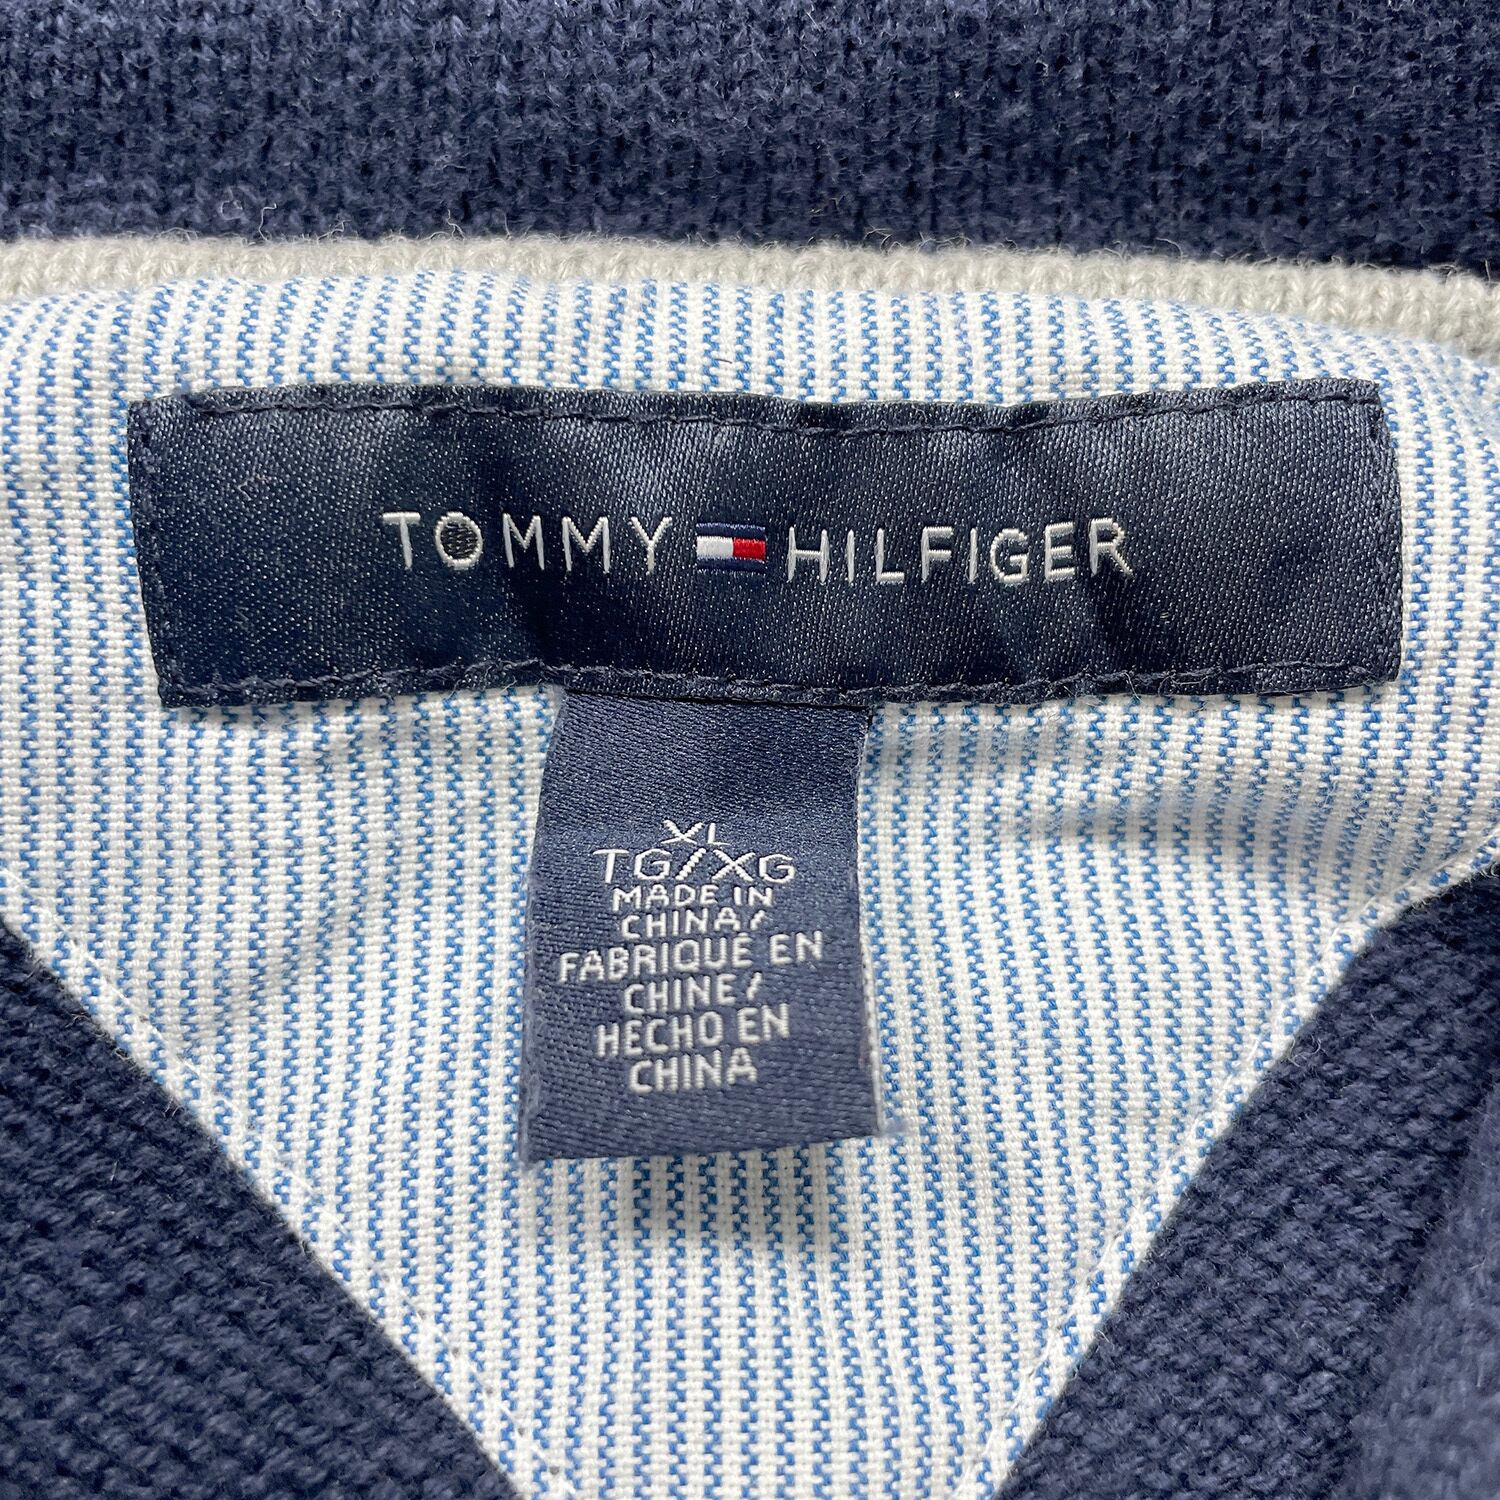 TOMMY HILFIGER
XL
TG/XG
MADE IN
CHINA/
FABRIQUE EN
CHINE/
HECHO EN
CHINA